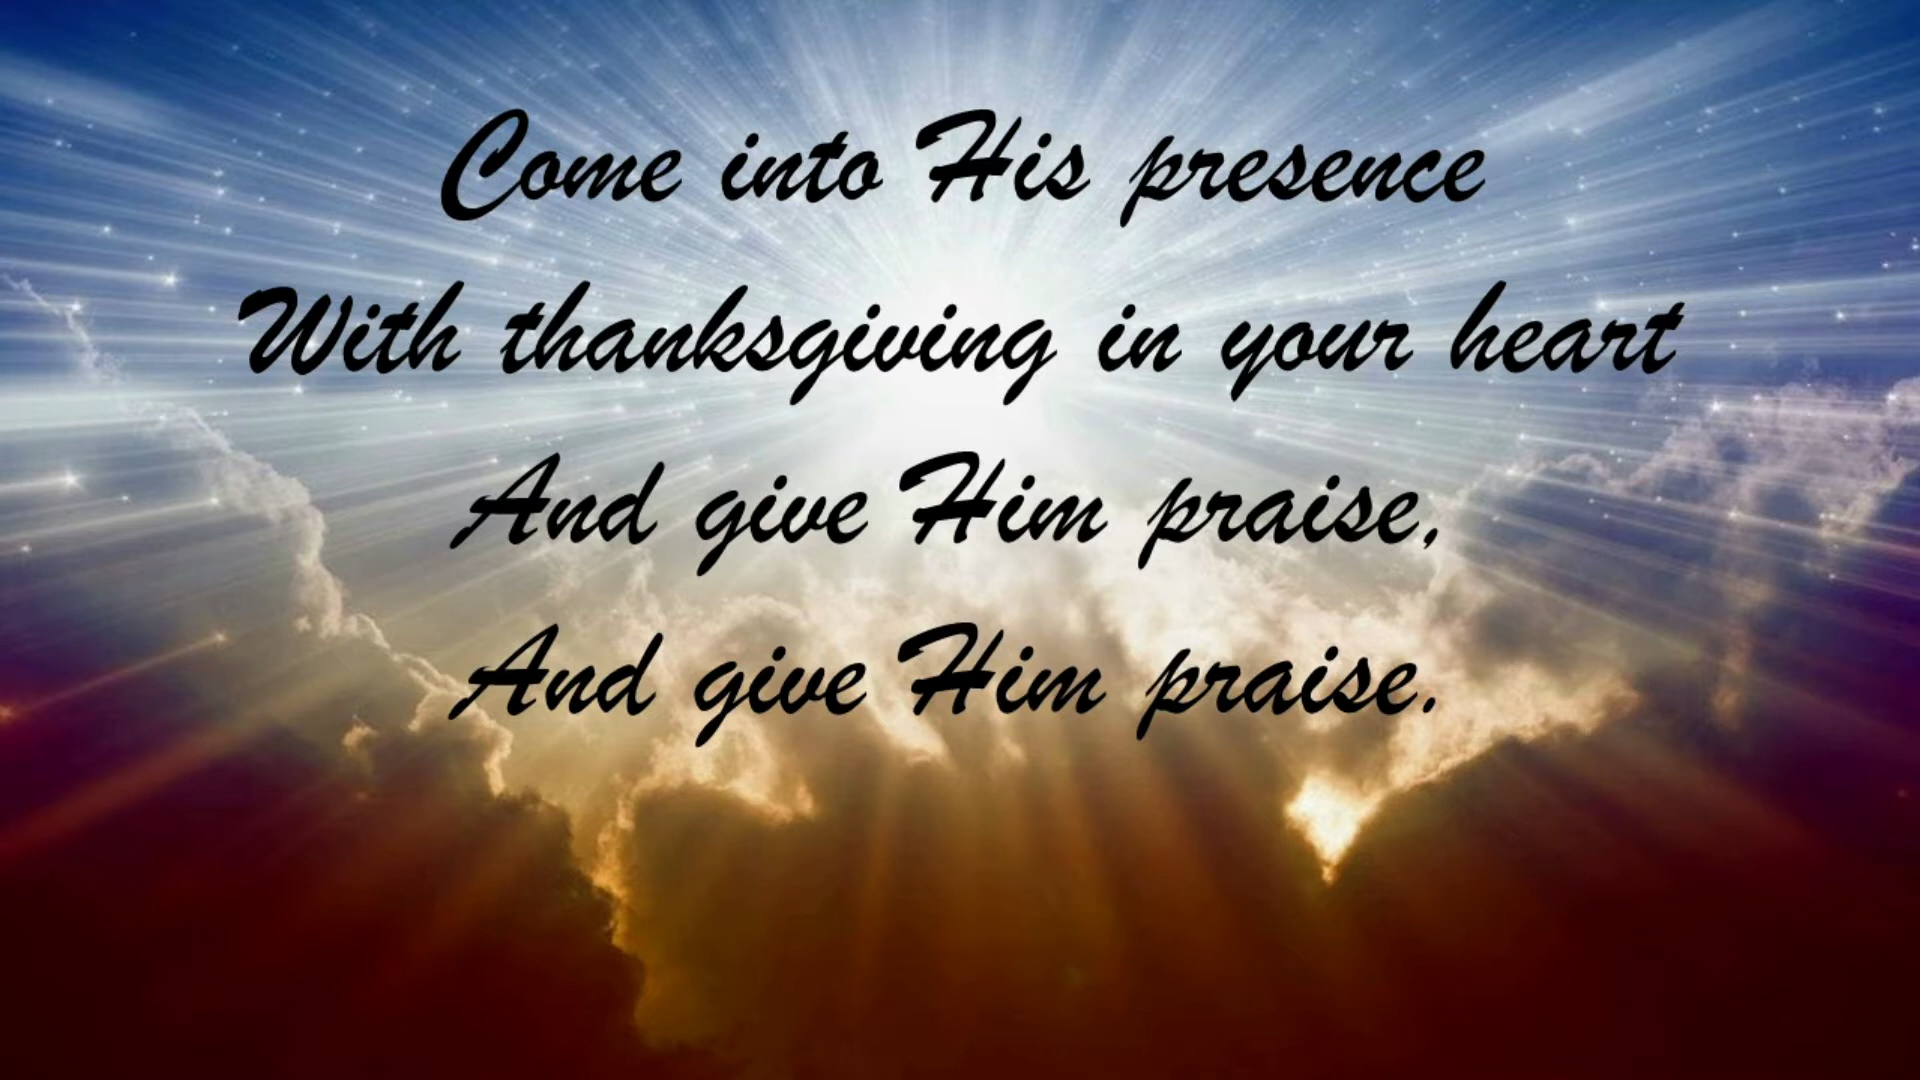 Come into His presence
With thanksgiving in your heart
And give Him praise,
And give Him praise.